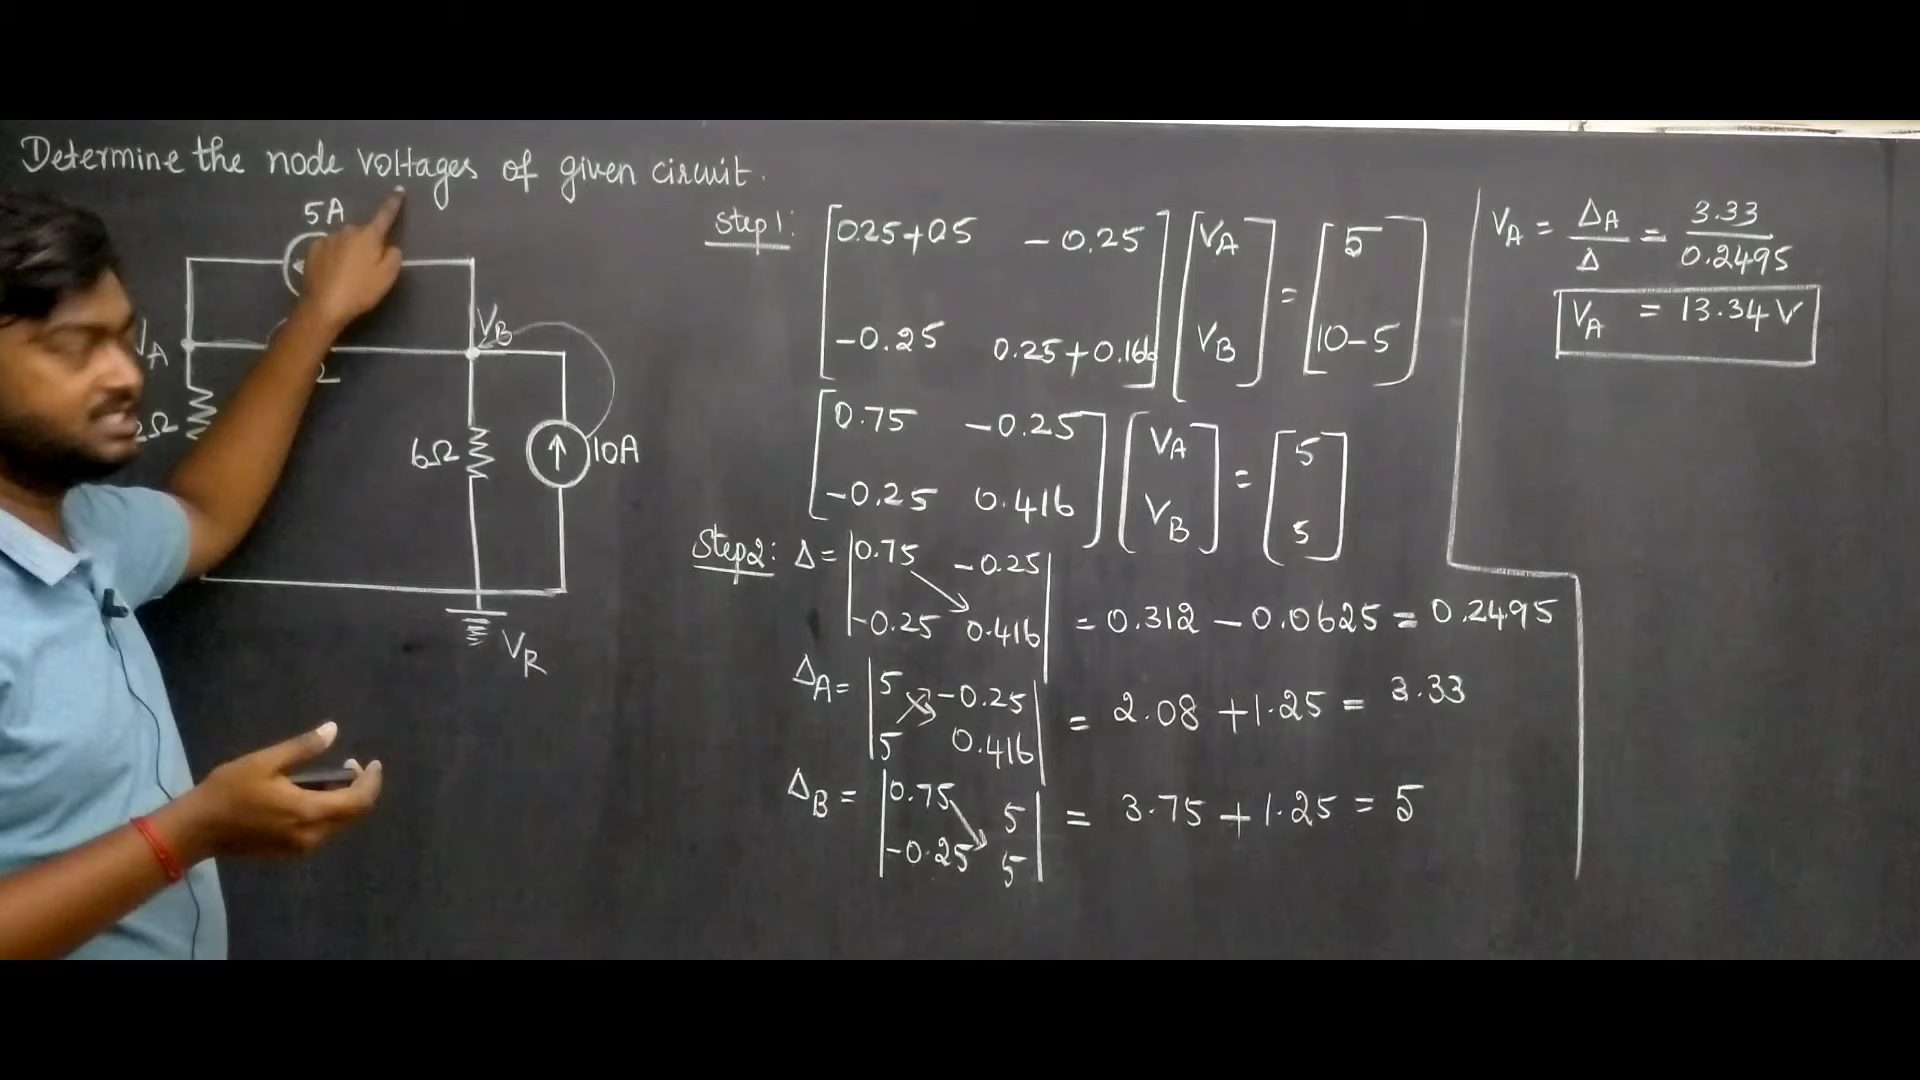 Determine the node voltages of given circuit.
5A
VA
VB
2Ω
Ω
6Ω
10A
VR
Step1: [0.25+0.5 -0.25] [VA] = [5]
[-0.25 0.25+0.166] [VB] [10-5]
[0.75 -0.25] [VA] = [5]
[-0.25 0.416] [VB] [5]
Step2: Δ = |0.75 -0.25|
|-0.25 0.416| = 0.312 - 0.0625 = 0.2495
ΔA = |5 -0.25|
|5 0.416| = 2.08 + 1.25 = 3.33
ΔB = |0.75 5|
|-0.25 5| = 3.75 + 1.25 = 5
VA = ΔA/Δ = 3.33/0.2495
VA = 13.34 V